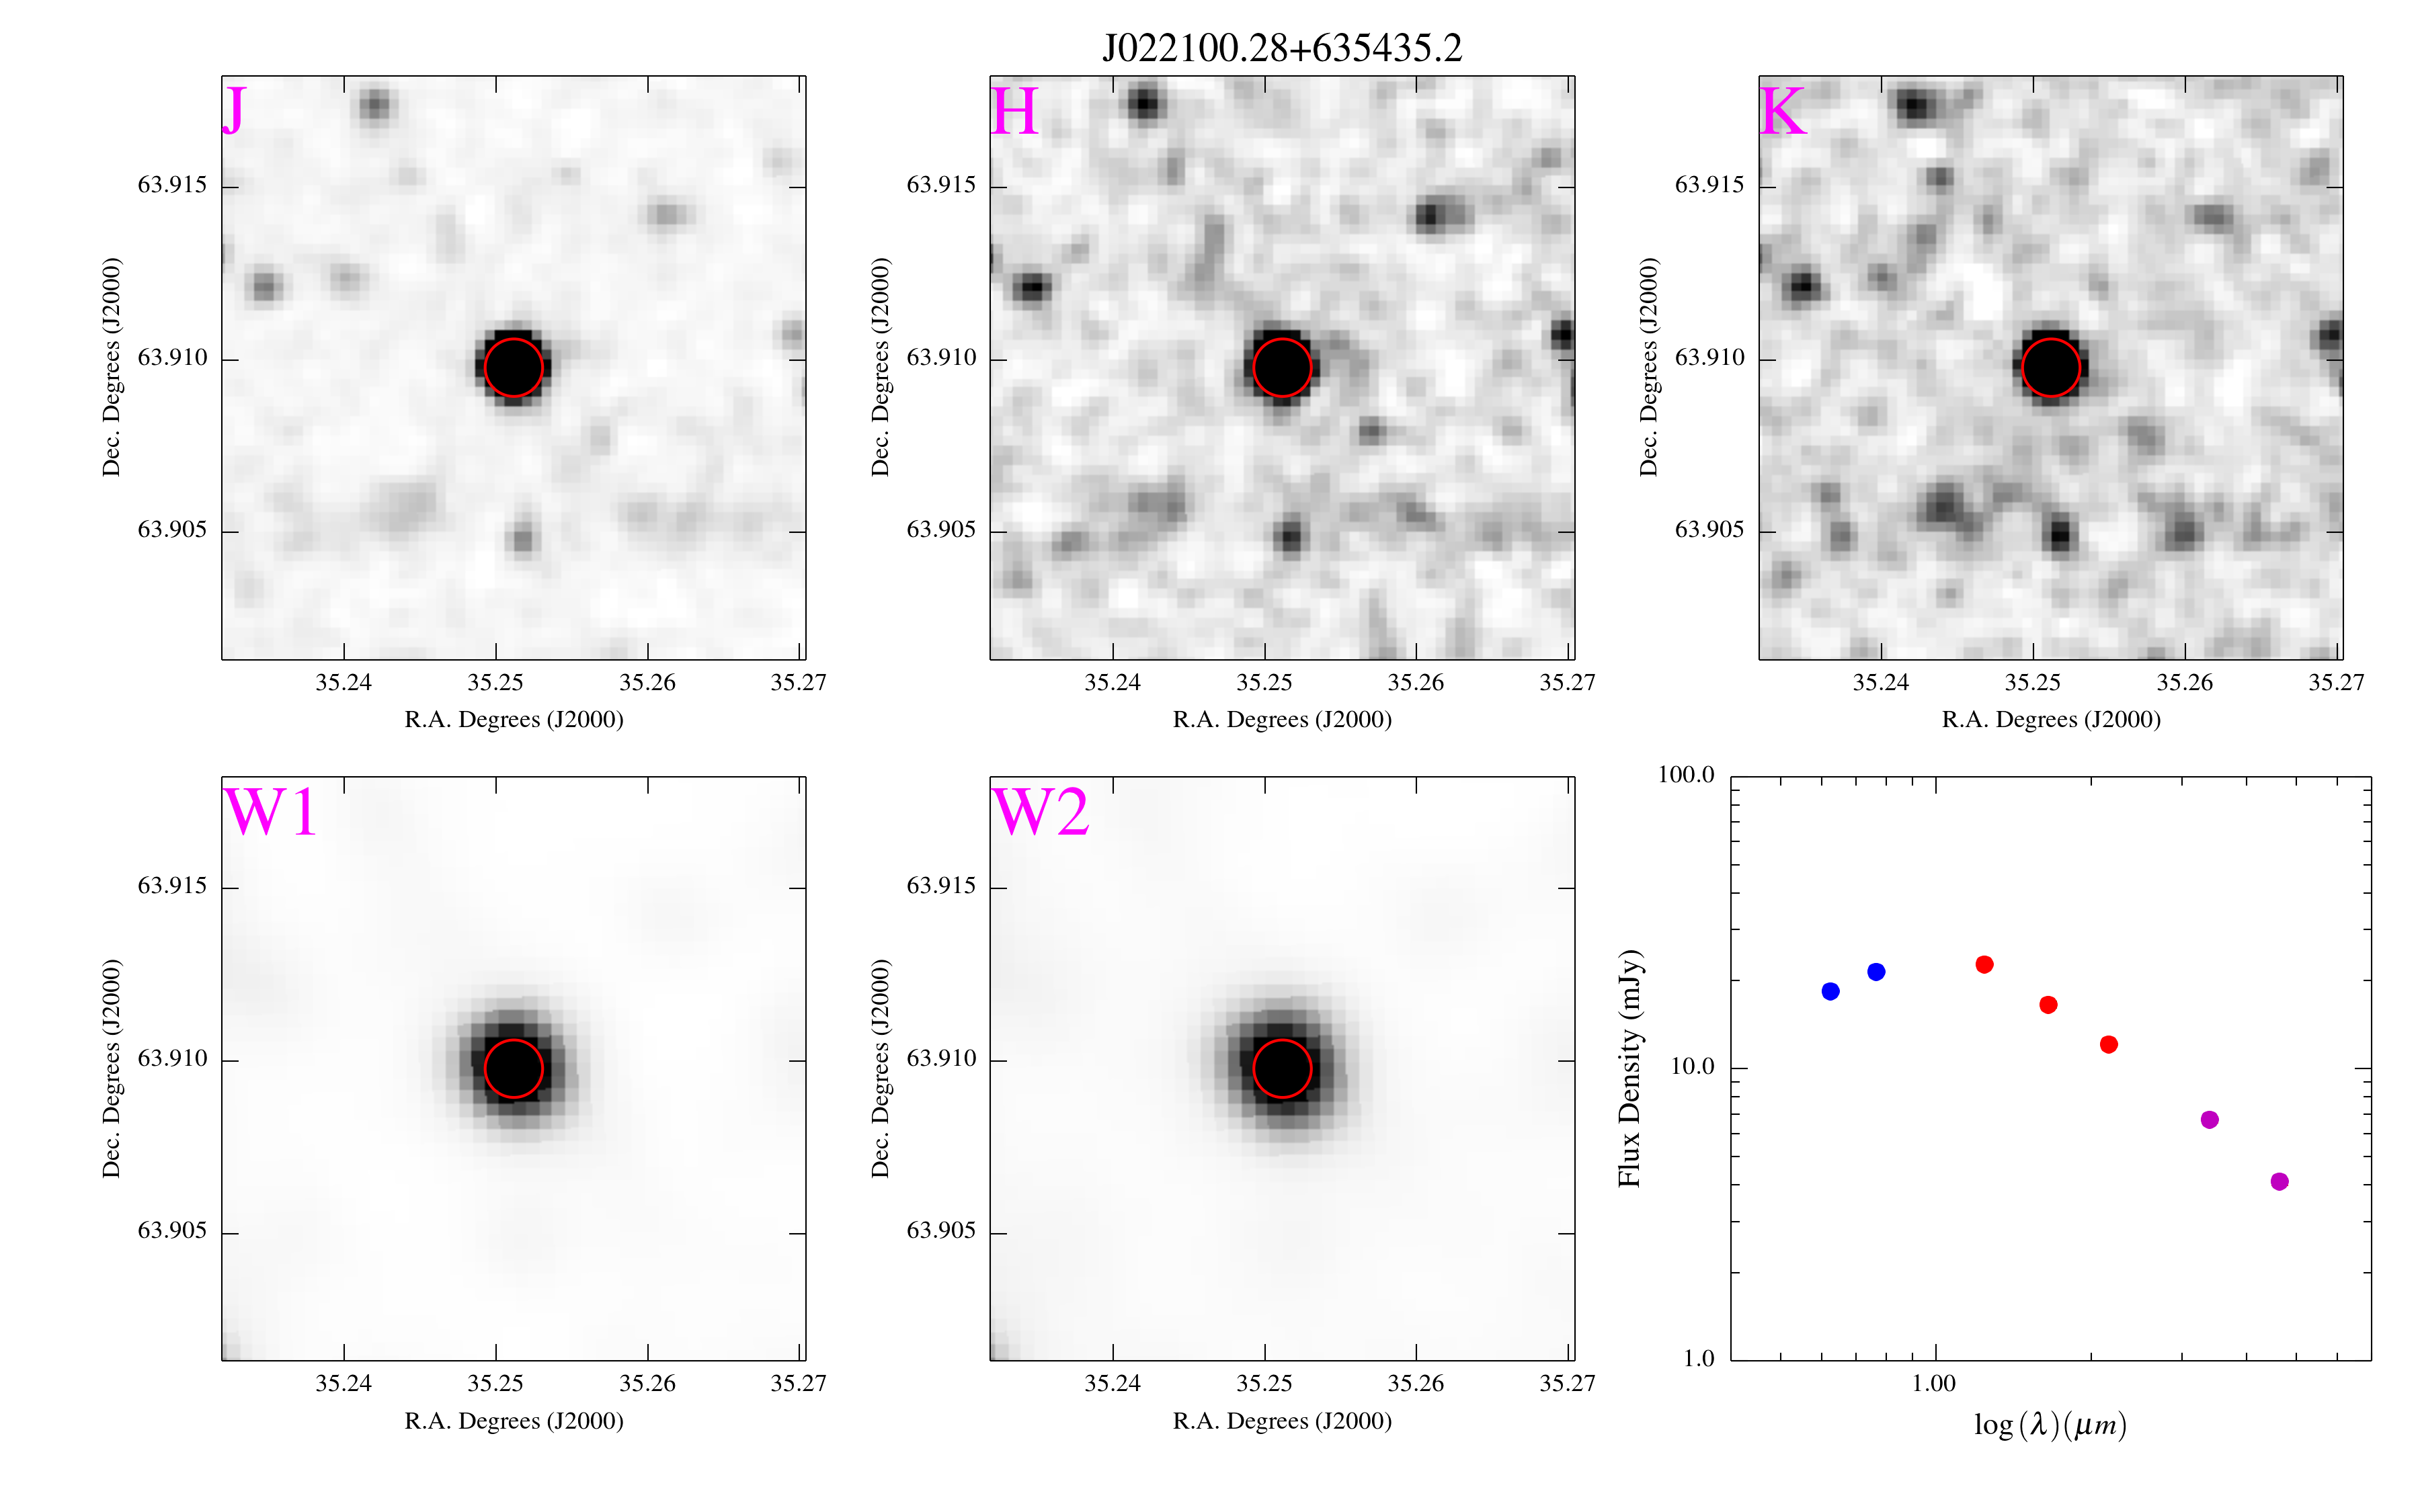 J022100.28+635435.2
J
63.915
63.910
63.905
Dec. Degrees (J2000)
35.24 35.25 35.26 35.27
R.A. Degrees (J2000)
H
63.915
63.910
63.905
Dec. Degrees (J2000)
35.24 35.25 35.26 35.27
R.A. Degrees (J2000)
K
63.915
63.910
63.905
Dec. Degrees (J2000)
35.24 35.25 35.26 35.27
R.A. Degrees (J2000)
W1
63.915
63.910
63.905
Dec. Degrees (J2000)
35.24 35.25 35.26 35.27
R.A. Degrees (J2000)
W2
63.915
63.910
63.905
Dec. Degrees (J2000)
35.24 35.25 35.26 35.27
R.A. Degrees (J2000)
100.0
10.0
1.0
Flux Density (mJy)
1.00
log(λ)(μm)